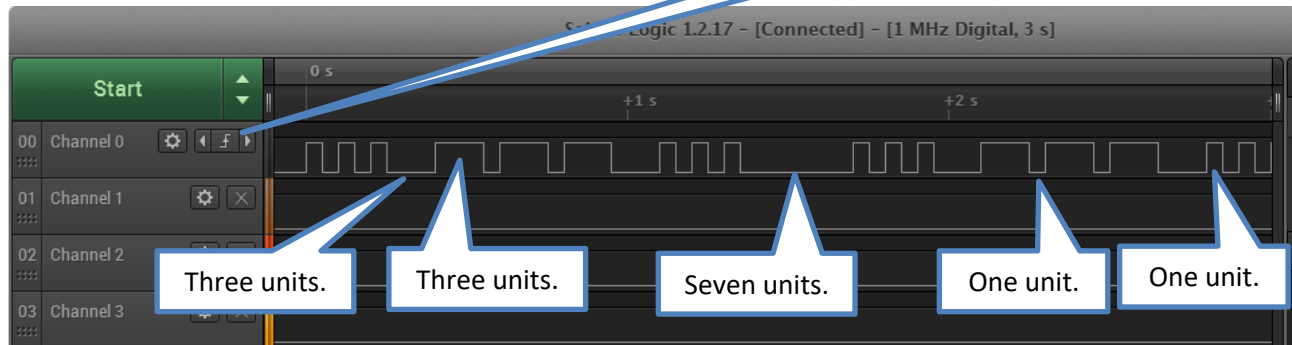 Logic 1.2.17 - [Connected] - [1 MHz Digital, 3 s]
Start
0 s
+1 s
+2 s
00 Channel 0
01 Channel 1
02 Channel 2
03 Channel 3
Three units.
Three units.
Seven units.
One unit.
One unit.